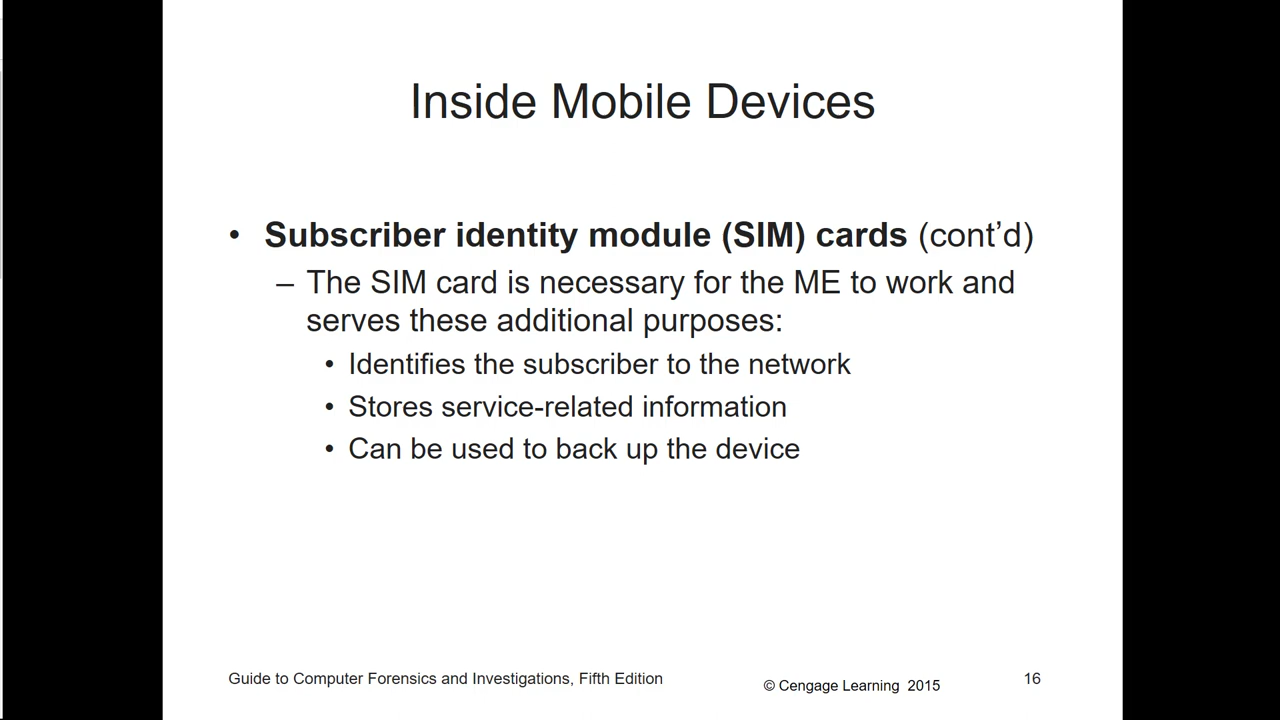 Inside Mobile Devices
• Subscriber identity module (SIM) cards (cont’d)
– The SIM card is necessary for the ME to work and
serves these additional purposes:
• Identifies the subscriber to the network
• Stores service-related information
• Can be used to back up the device
Guide to Computer Forensics and Investigations, Fifth Edition
© Cengage Learning 2015
16